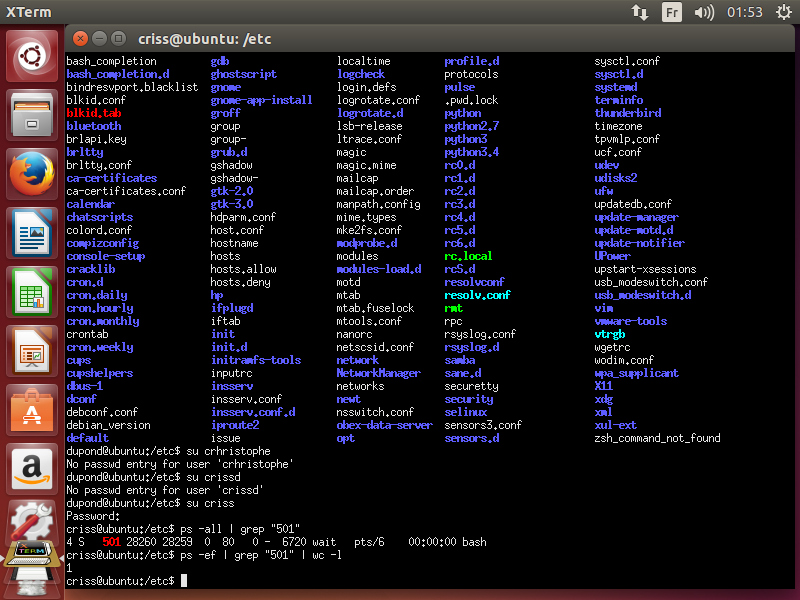 XTerm Fr 01:53
criss@ubuntu: /etc
bash_completion gdb localtime profile.d sysctl.conf
bash_completion.d ghostscript logcheck protocols sysctl.d
bindresvport.blacklist gnome login.defs pulse systemd
blkid.conf gnome-app-install logrotate.conf .pwd.lock terminfo
blkid.tab groff logrotate.d python thunderbird
bluetooth group lsb-release python2.7 timezone
brlapi.key group- ltrace.conf python3 tpvmlp.conf
brltty grub.d magic python3.4 ucf.conf
brltty.conf gshadow magic.mime rc0.d udev
ca-certificates gshadow- mailcap rc1.d udisks2
ca-certificates.conf gtk-2.0 mailcap.order rc2.d ufw
calendar gtk-3.0 manpath.config rc3.d updatedb.conf
chatscripts hdparm.conf mime.types rc4.d update-manager
colord.conf host.conf mke2fs.conf rc5.d update-motd.d
compizconfig hostname modprobe.d rc6.d update-notifier
console-setup hosts modules rc.local UPower
cracklib hosts.allow modules-load.d rcS.d upstart-xsessions
cron.d hosts.deny motd resolvconf usb_modeswitch.conf
cron.daily hp mtab resolv.conf usb_modeswitch.d
cron.hourly ifplugd mtab.fuselock rmt vim
cron.monthly iftab mtools.conf rpc vmware-tools
crontab init nanorc rsyslog.conf vtrgb
cron.weekly init.d netscsid.conf rsyslog.d wgetrc
cups initramfs-tools network samba wodim.conf
cupshelpers inputrc NetworkManager sane.d wpa_supplicant
dbus-1 insserv networks securetty X11
dconf insserv.conf newt security xdg
debconf.conf insserv.conf.d nsswitch.conf selinux xml
debian_version iproute2 obex-data-server sensors3.conf xul-ext
default issue opt sensors.d zsh_command_not_found
dupond@ubuntu:/etc$ su crhristophe
No passwd entry for user 'crhristophe'
dupond@ubuntu:/etc$ su crissd
No passwd entry for user 'crissd'
dupond@ubuntu:/etc$ su criss
Password:
criss@ubuntu:/etc$ ps -all | grep "501"
4 S 501 28260 28259 0 80 0 - 6720 wait pts/6 00:00:00 bash
criss@ubuntu:/etc$ ps -ef | grep "501" | wc -l
1
criss@ubuntu:/etc$